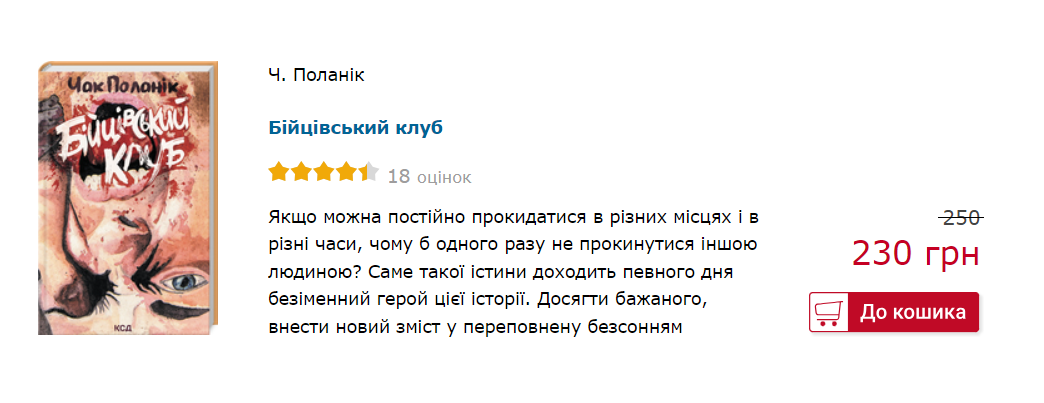 Чак Поланік
Бійцівський
клуб
КСД
Ч. Поланік
Бійцівський клуб
18 оцінок
Якщо можна постійно прокидатися в різних місцях і в
різні часи, чому б одного разу не прокинутися іншою
людиною? Саме такої істини доходить певного дня
безіменний герой цієї історії. Досягти бажаного,
внести новий зміст у переповнену безсонням
250
230 грн
До кошика